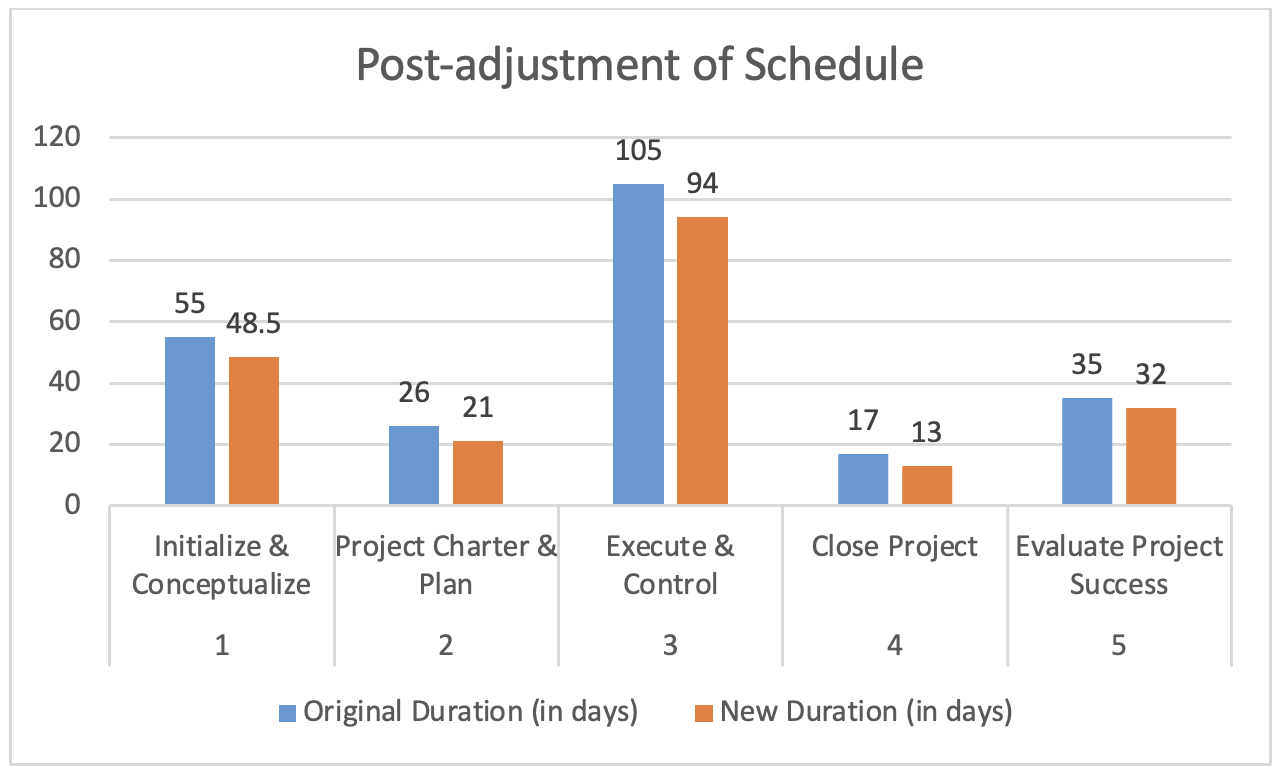 Post-adjustment of Schedule
120
100
80
60
40
20
0
55
48.5
26
21
105
94
17
13
35
32
Initialize &
Conceptualize
Project Charter &
Plan
Execute &
Control
Close Project
Evaluate Project
Success
1
2
3
4
5
Original Duration (in days)
New Duration (in days)